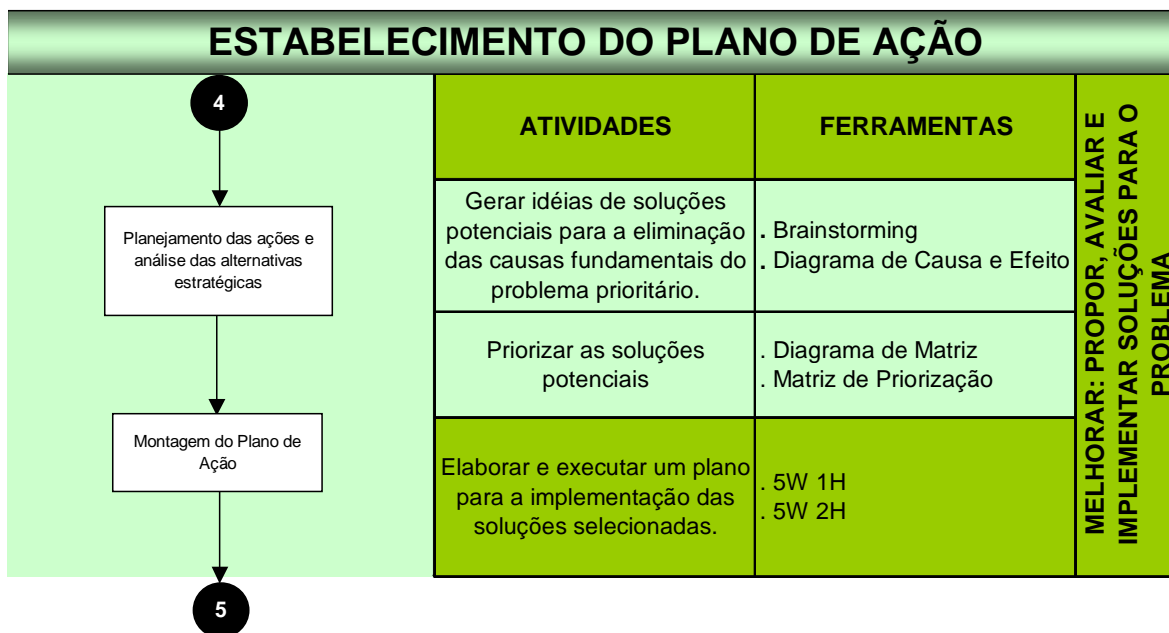 ESTABELECIMENTO DO PLANO DE AÇÃO
4
Planejamento das ações e
análise das alternativas
estratégicas
Montagem do Plano de
Ação
5
ATIVIDADES
FERRAMENTAS
Gerar idéias de soluções
potenciais para a eliminação
das causas fundamentais do
problema prioritário.
. Brainstorming
. Diagrama de Causa e Efeito
Priorizar as soluções
potenciais
. Diagrama de Matriz
. Matriz de Priorização
Elaborar e executar um plano
para a implementação das
soluções selecionadas.
. 5W 1H
. 5W 2H
MELHORAR: PROPOR, AVALIAR E
IMPLEMENTAR SOLUÇÕES PARA O
PROBLEMA